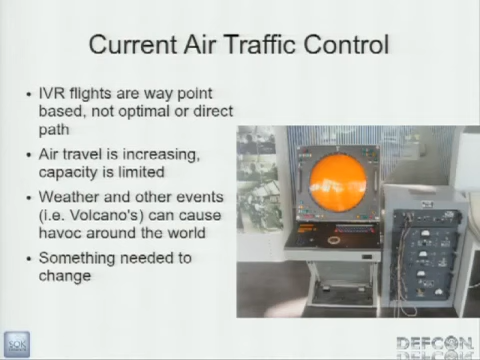 Current Air Traffic Control
• IVR flights are way point
based, not optimal or direct
path
• Air travel is increasing,
capacity is limited
• Weather and other events
(i.e. Volcano's) can cause
havoc around the world
• Something needed to
change
DEFCON